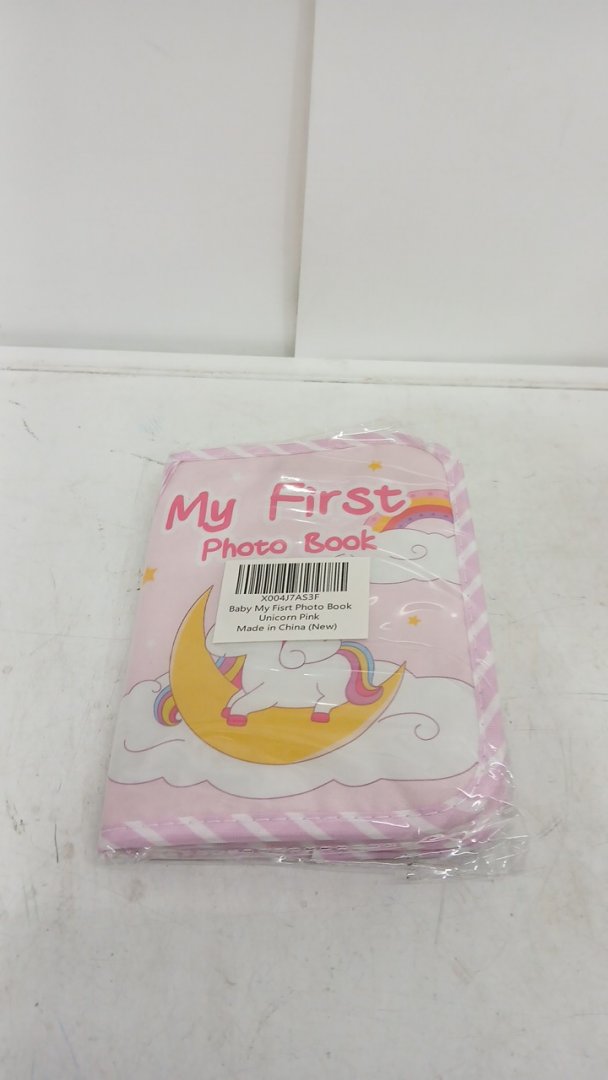 My First
Photo Book
X004J7AS3F
Baby My Fisrt Photo Book
Unicorn Pink
Made in China (New)